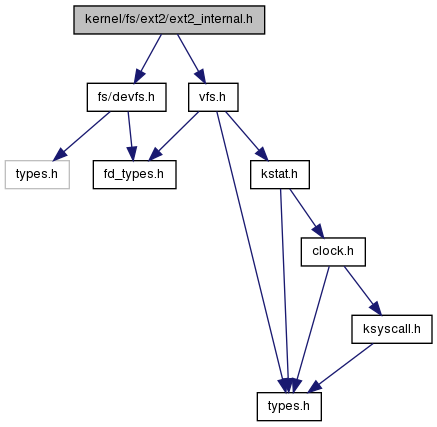 kernel/fs/ext2/ext2_internal.h
fs/devfs.h
vfs.h
types.h
fd_types.h
kstat.h
clock.h
ksyscall.h
types.h